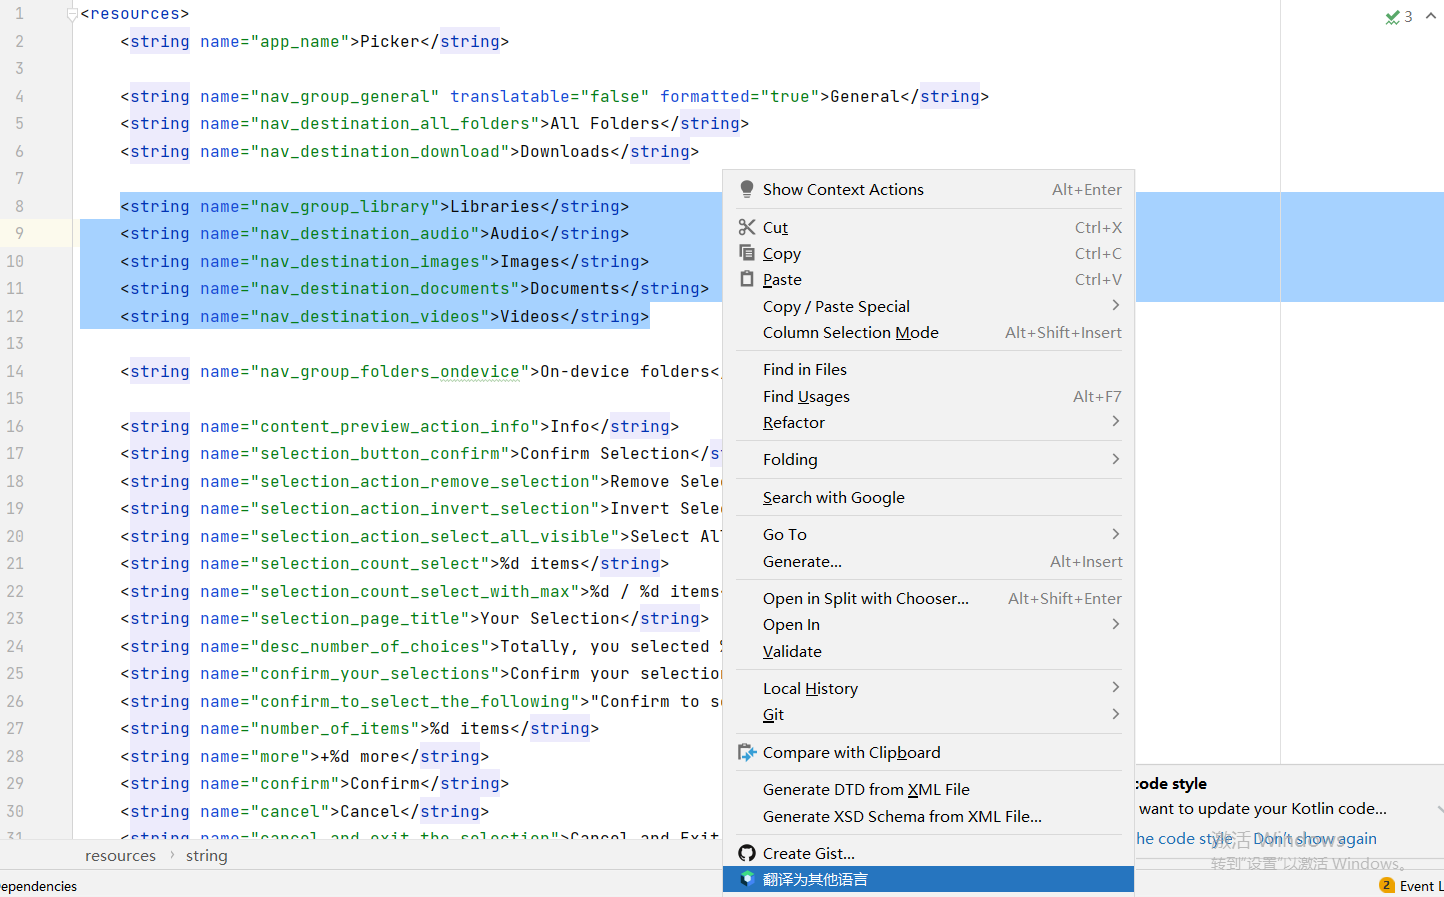 1 <resources>
2 <string name="app_name">Picker</string>
3
4 <string name="nav_group_general" translatable="false" formatted="true">General</string>
5 <string name="nav_destination_all_folders">All Folders</string>
6 <string name="nav_destination_download">Downloads</string>
7
8 <string name="nav_group_library">Libraries</string>
9 <string name="nav_destination_audio">Audio</string>
10 <string name="nav_destination_images">Images</string>
11 <string name="nav_destination_documents">Documents</string>
12 <string name="nav_destination_videos">Videos</string>
13
14 <string name="nav_group_folders_ondevice">On-device folders<
15
16 <string name="content_preview_action_info">Info</string>
17 <string name="selection_button_confirm">Confirm Selection</s
18 <string name="selection_action_remove_selection">Remove Sele
19 <string name="selection_action_invert_selection">Invert Sele
20 <string name="selection_action_select_all_visible">Select Al
21 <string name="selection_count_select">%d items</string>
22 <string name="selection_count_select_with_max">%d / %d items
23 <string name="selection_page_title">Your Selection</string>
24 <string name="desc_number_of_choices">Totally, you selected
25 <string name="confirm_your_selections">Confirm your selection
26 <string name="confirm_to_select_the_following">"Confirm to s
27 <string name="number_of_items">%d items</string>
28 <string name="more">+%d more</string>
29 <string name="confirm">Confirm</string>
30 <string name="cancel">Cancel</string>
31 <string name="cancel_and_exit_the_selection">Cancel and Exit
3
Show Context Actions Alt+Enter
Cut Ctrl+X
Copy Ctrl+C
Paste Ctrl+V
Copy / Paste Special
Column Selection Mode Alt+Shift+Insert
Find in Files
Find Usages Alt+F7
Refactor
Folding
Search with Google
Go To
Generate... Alt+Insert
Open in Split with Chooser... Alt+Shift+Enter
Open In
Validate
Local History
Git
Compare with Clipboard
Generate DTD from XML File
Generate XSD Schema from XML File...
Create Gist...
翻译为其他语言
code style
want to update your Kotlin code...
he code style Don't show again
激活 Windows
转到"设置"以激活 Windows。
resources › string
ependencies
2 Event L